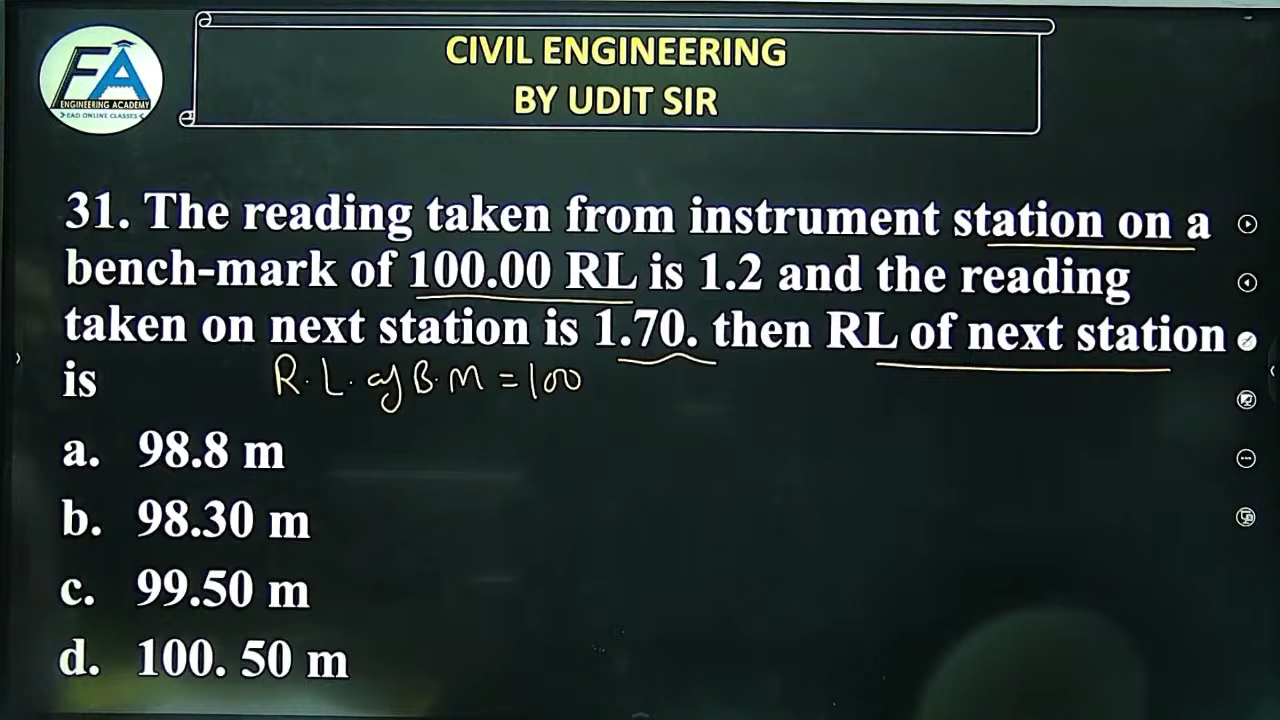 FA
ENGINEERING ACADEMY
EAD ONLINE CLASSES
CIVIL ENGINEERING
BY UDIT SIR
31. The reading taken from instrument station on a
bench-mark of 100.00 RL is 1.2 and the reading
taken on next station is 1.70. then RL of next station
is
R.L. of B.M = 100
a. 98.8 m
b. 98.30 m
c. 99.50 m
d. 100. 50 m